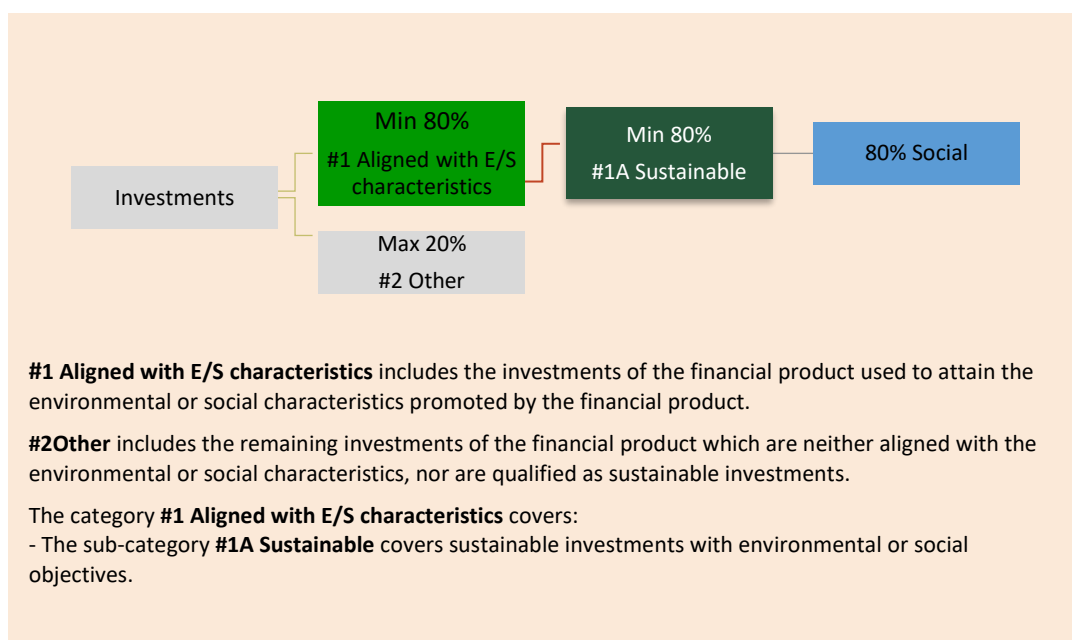 Min 80%
#1 Aligned with E/S
characteristics
Min 80%
#1A Sustainable
80% Social
Investments
Max 20%
#2 Other
#1 Aligned with E/S characteristics includes the investments of the financial product used to attain the
environmental or social characteristics promoted by the financial product.
#2Other includes the remaining investments of the financial product which are neither aligned with the
environmental or social characteristics, nor are qualified as sustainable investments.
The category #1 Aligned with E/S characteristics covers:
- The sub-category #1A Sustainable covers sustainable investments with environmental or social
objectives.